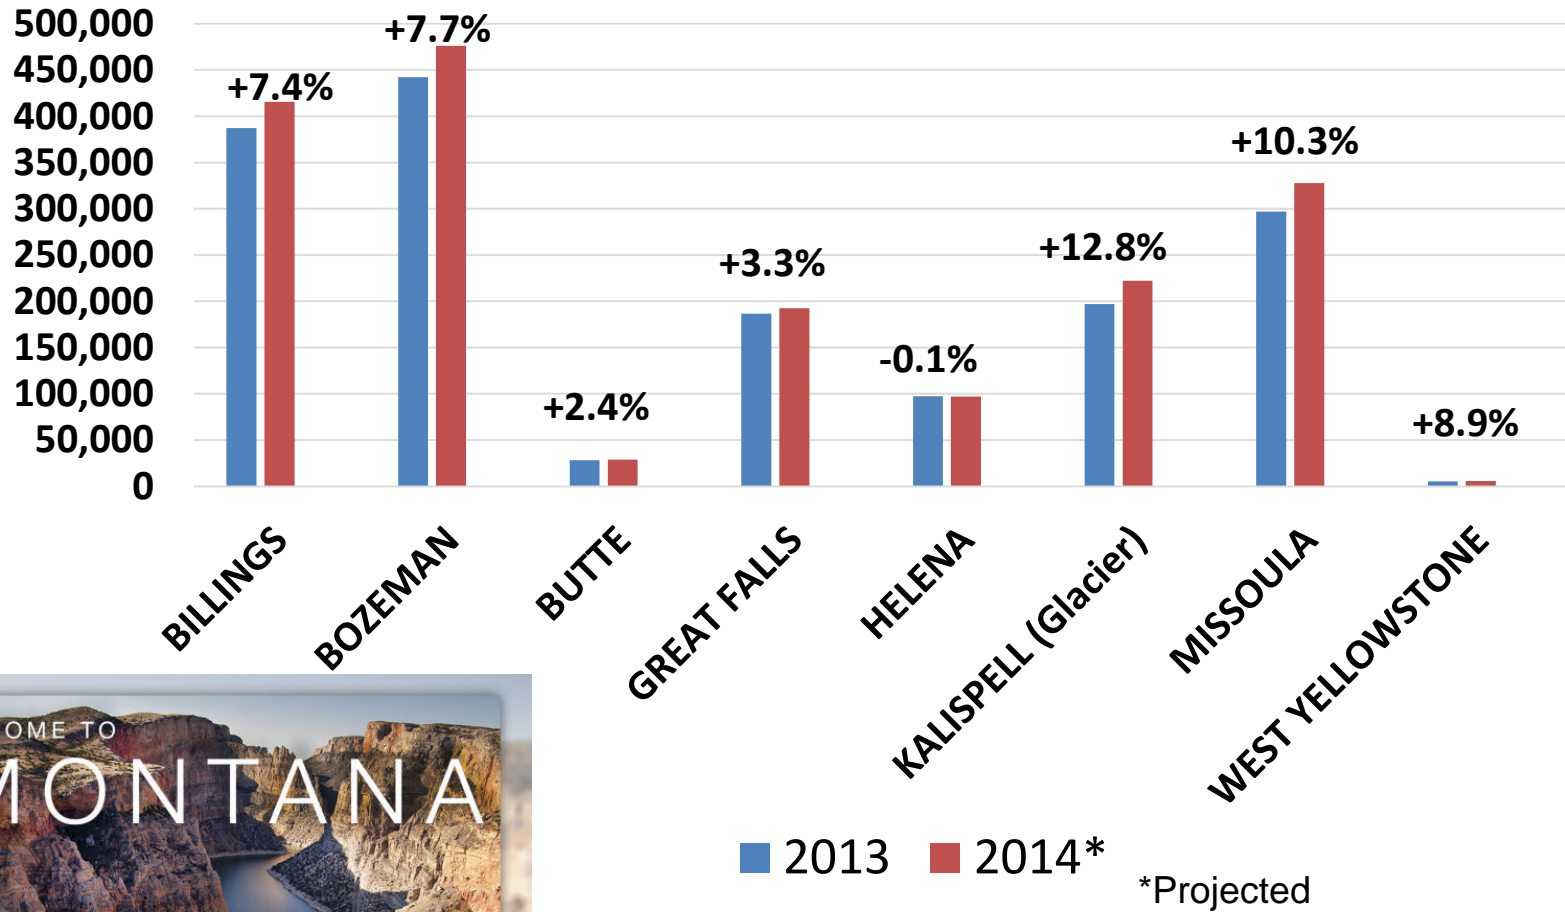 500,000
450,000
400,000
350,000
300,000
250,000
200,000
150,000
100,000
50,000
0
+7.4%
+7.7%
+2.4%
+3.3%
-0.1%
+12.8%
+10.3%
+8.9%
BILLINGS
BOZEMAN
BUTTE
GREAT FALLS
HELENA
KALISPELL (Glacier)
MISSOULA
WEST YELLOWSTONE
OME TO
MONTANA
2013 2014*
*Projected